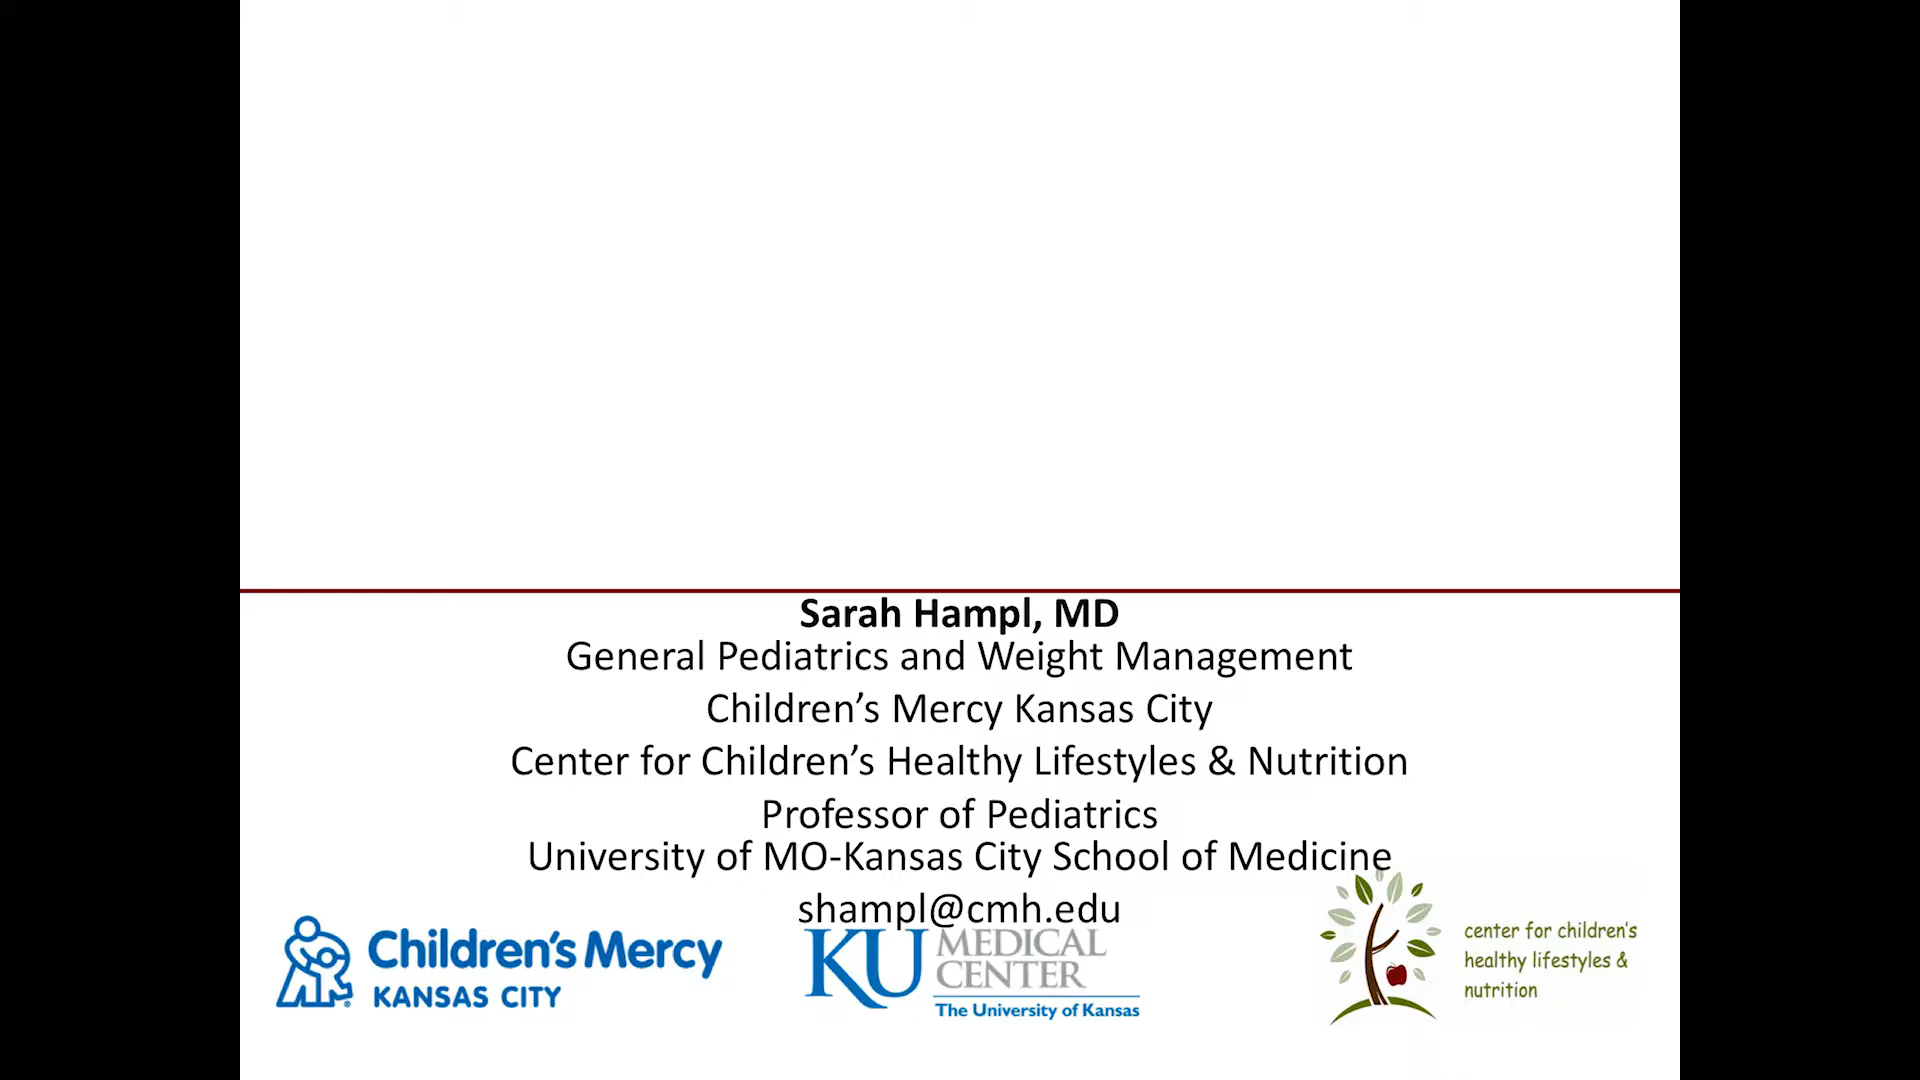 Sarah Hampl, MD
General Pediatrics and Weight Management
Children’s Mercy Kansas City
Center for Children’s Healthy Lifestyles & Nutrition
Professor of Pediatrics
University of MO-Kansas City School of Medicine
shampl@cmh.edu
Children's Mercy
KANSAS CITY
KU MEDICAL
CENTER
The University of Kansas
center for children's
healthy lifestyles &
nutrition